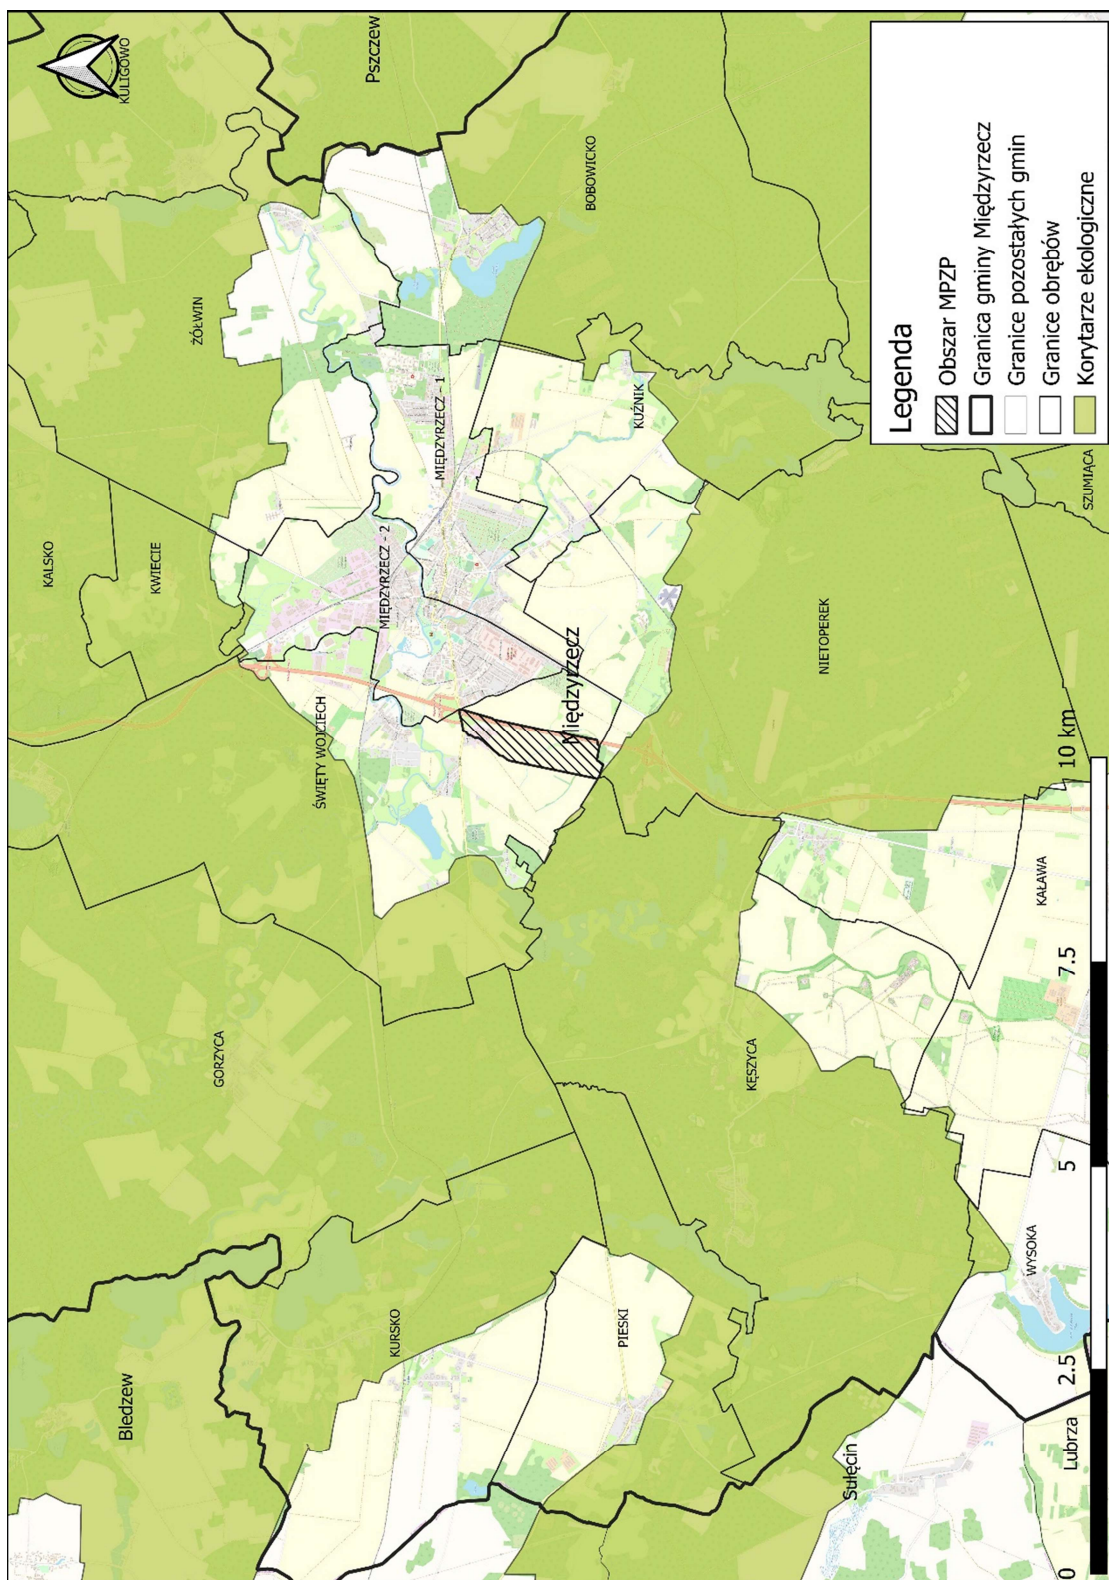 KULIGOWO
Pszczew
BOBOWICKO
ŻÓŁWIN
MIĘDZYRZECZ - 1
KUŹNIK
KALSKO
KWIECIE
MIĘDZYRZECZ - 2
Międzyrzecz
NIETOPEREK
SZUMIĄCA
ŚWIĘTY WOJCIECH
GORZYCA
KĘSZYCA
KAŁAWA
KURSKO
PIESKI
WYSOKA
Bledzew
Sulęcin
Lubrza
Legenda
Obszar MPZP
Granica gminy Międzyrzecz
Granice pozostałych gmin
Granice obrębów
Korytarze ekologiczne
0 2.5 5 7.5 10 km